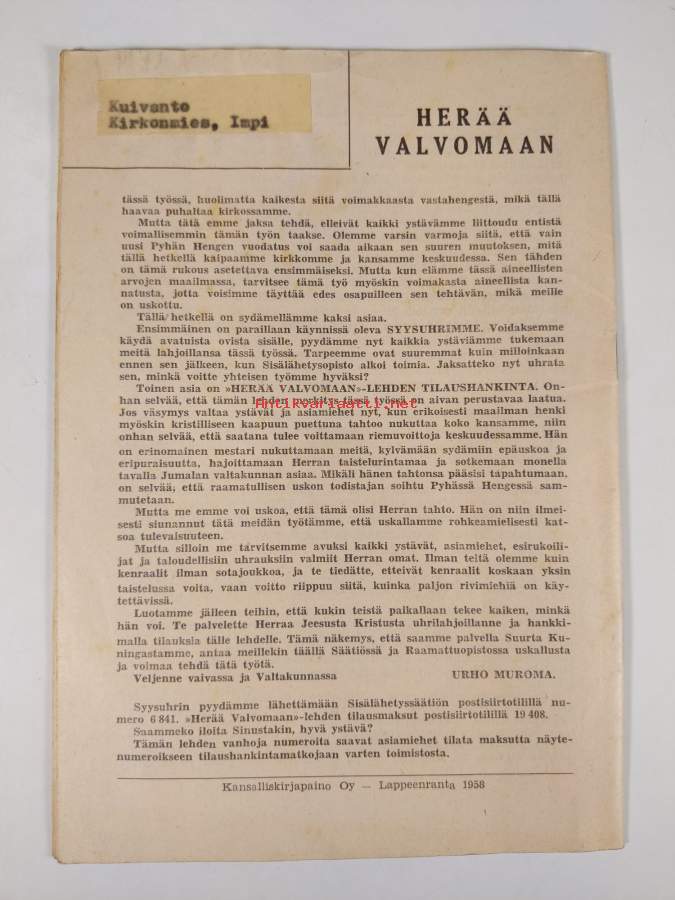 Kuivanto
Kirkonmies, Impi
HERÄÄ
VALVOMAAN
tässä työssä, huolimatta kaikesta siitä voimakkaasta vastahengestä, mikä tällä
haavaa puhaltaa kirkossamme.
Mutta tätä emme jaksa tehdä, elleivät kaikki ystävämme liittoudu entistä
voimallisemmin tämän työn taakse. Olemme varsin varmoja siitä, että vain
uusi Pyhän Hengen vuodatus voi saada aikaan sen suuren muutoksen, mitä
tällä hetkellä kaipaamme kirkkomme ja kansamme keskuudessa. Sen tähden
on tämä rukous asetettava ensimmäiseksi. Mutta kun elämme tässä aineellisten
arvojen maailmassa, tarvitsee tämä työ myöskin voimakasta aineellista kan-
natusta, jotta voisimme täyttää edes osapuilleen sen tehtävän, mikä meille
on uskottu.
Tällä hetkellä on sydämellämme kaksi asiaa.
Ensimmäinen on paraillaan käynnissä oleva SYYSUHRIMME. Voidaksemme
käydä avatuista ovista sisälle, pyydämme nyt kaikkia ystäviämme tukemaan
meitä lahjoillansa tässä työssä. Tarpeemme ovat suuremmat kuin milloinkaan
ennen sen jälkeen, kun Sisälähetysopisto alkoi toimia. Jaksatteko nyt uhrata
sen, minkä voitte yhteisen työmme hyväksi?
Toinen asia on »HERÄÄ VALVOMAAN»-LEHDEN TILAUSHANKINTA. On-
han selvää, että tämän lehden merkitys tässä työssä on aivan perustavaa laatua.
Antikvariaatti.net
Jos väsymys valtaa ystävät ja asiamiehet nyt, kun erikoisesti maailman henki
myöskin kristilliseen kaapuun puettuna tahtoo nukuttaa koko kansamme, niin
onhan selvää, että saatana tulee voittamaan riemuvoittoja keskuudessamme. Hän
on erinomainen mestari nukuttamaan meitä, kylvämään sydämiin epäuskoa ja
eripuraisuutta, hajoittamaan Herran taistelurintamaa ja sotkemaan monella
tavalla Jumalan valtakunnan asiaa. Mikäli hänen tahtonsa pääsisi tapahtumaan,
on selvää, että raamatullisen uskon todistajan soihtu Pyhässä Hengessä sam-
mutetaan.
Mutta me emme voi uskoa, että tämä olisi Herran tahto. Hän on niin ilmei-
sesti siunannut tätä meidän työtämme, että uskallamme rohkeamielisesti kat-
soa tulevaisuuteen.
Mutta silloin me tarvitsemme avuksi kaikki ystävät, asiamiehet, esirukoili-
jat ja taloudellisiin uhrauksiin valmiit Herran omat. Ilman teitä olemme kuin
kenraalit ilman sotajoukkoa, ja te tiedätte, etteivät kenraalit koskaan yksin
taistelussa voita, vaan voitto riippuu siitä, kuinka paljon rivimiehiä on käy-
tettävissä.
Luotamme jälleen teihin, että kukin teistä paikallaan tekee kaiken, minkä
hän voi. Te palvelette Herraa Jeesusta Kristusta uhrilahjoillanne ja hankki-
malla tilauksia tälle lehdelle. Tämä näkemys, että saamme palvella Suurta Ku-
ningastamme, antaa meillekin täällä Säätiössä ja Raamattuopistossa uskallusta
ja voimaa tehdä tätä työtä.
Veljenne vaivassa ja Valtakunnassa URHO MUROMA.
Syysuhrin pyydämme lähettämään Sisälähetyssäätiön postisiirtotilillä nu-
mero 6 841. »Herää Valvomaan»-lehden tilausmaksut postisiirtotilillä 19 408.
Saammeko iloita Sinustakin, hyvä ystävä?
Tämän lehden vanhoja numeroita saavat asiamiehet tilata maksutta näyte-
numeroikseen tilaushankintamatkojaan varten toimistosta.
Kansalliskirjapaino Oy — Lappeenranta 1958